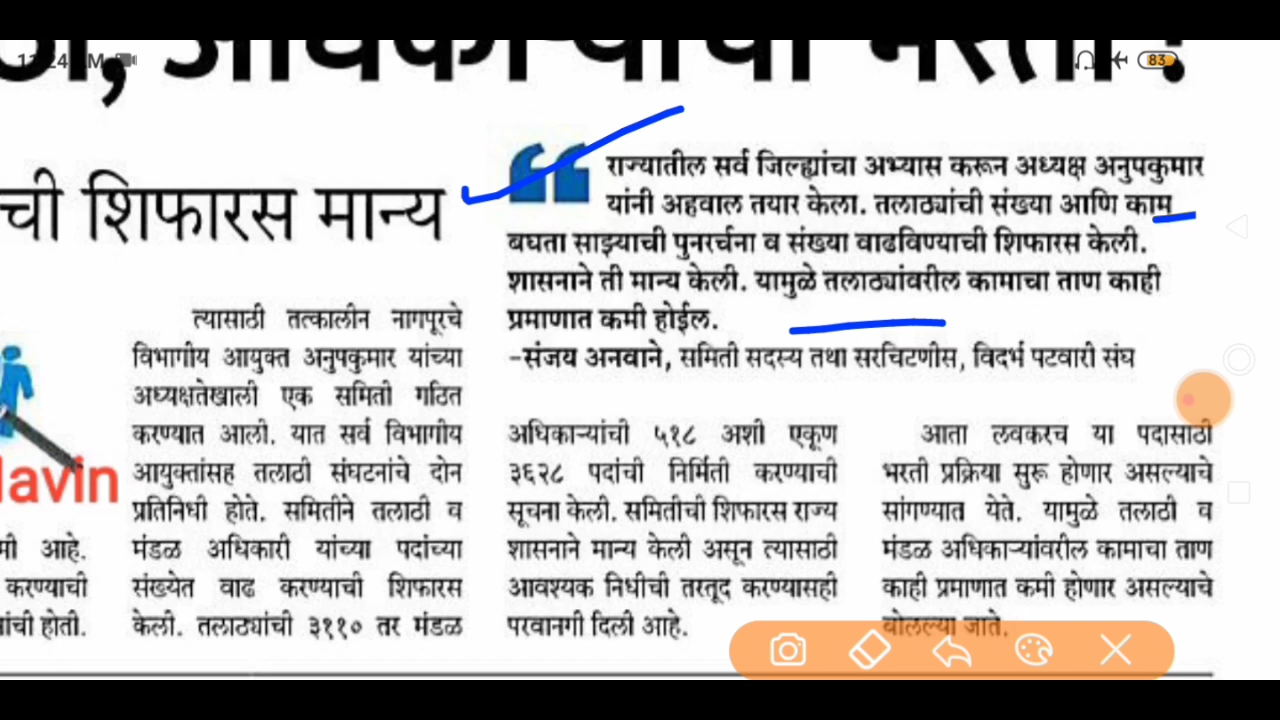 ची शिफारस मान्य
राज्यातील सर्व जिल्ह्यांचा अभ्यास करून अध्यक्ष अनुपकुमार
यांनी अहवाल तयार केला. तलाठ्यांची संख्या आणि काम
बघता साझ्याची पुनर्रचना व संख्या वाढविण्याची शिफारस केली.
शासनाने ती मान्य केली. यामुळे तलाठ्यांवरील कामाचा ताण काही
प्रमाणात कमी होईल.
-संजय अनवाने, समिती सदस्य तथा सरचिटणीस, विदर्भ पटवारी संघ
lavin
आहे.
करण्याची
होती.
त्यासाठी तत्कालीन नागपूरचे
विभागीय आयुक्त अनुपकुमार यांच्या
अध्यक्षतेखाली एक समिती गठित
करण्यात आली. यात सर्व विभागीय
आयुक्तांसह तलाठी संघटनांचे दोन
प्रतिनिधी होते. समितीने तलाठी व
मंडळ अधिकारी यांच्या पदांच्या
संख्येत वाढ करण्याची शिफारस
केली. तलाठ्यांची ३११० तर मंडळ
अधिकाऱ्यांची ५१८ अशी एकूण
३६२८ पदांची निर्मिती करण्याची
सूचना केली. समितीची शिफारस राज्य
शासनाने मान्य केली असून त्यासाठी
आवश्यक निधीची तरतूद करण्यासही
परवानगी दिली आहे.
आता लवकरच या पदासाठी
भरती प्रक्रिया सुरू होणार असल्याचे
सांगण्यात येते. यामुळे तलाठी व
मंडळ अधिकाऱ्यांवरील कामाचा ताण
काही प्रमाणात कमी होणार असल्याचे
बोलल्या जाते.
83